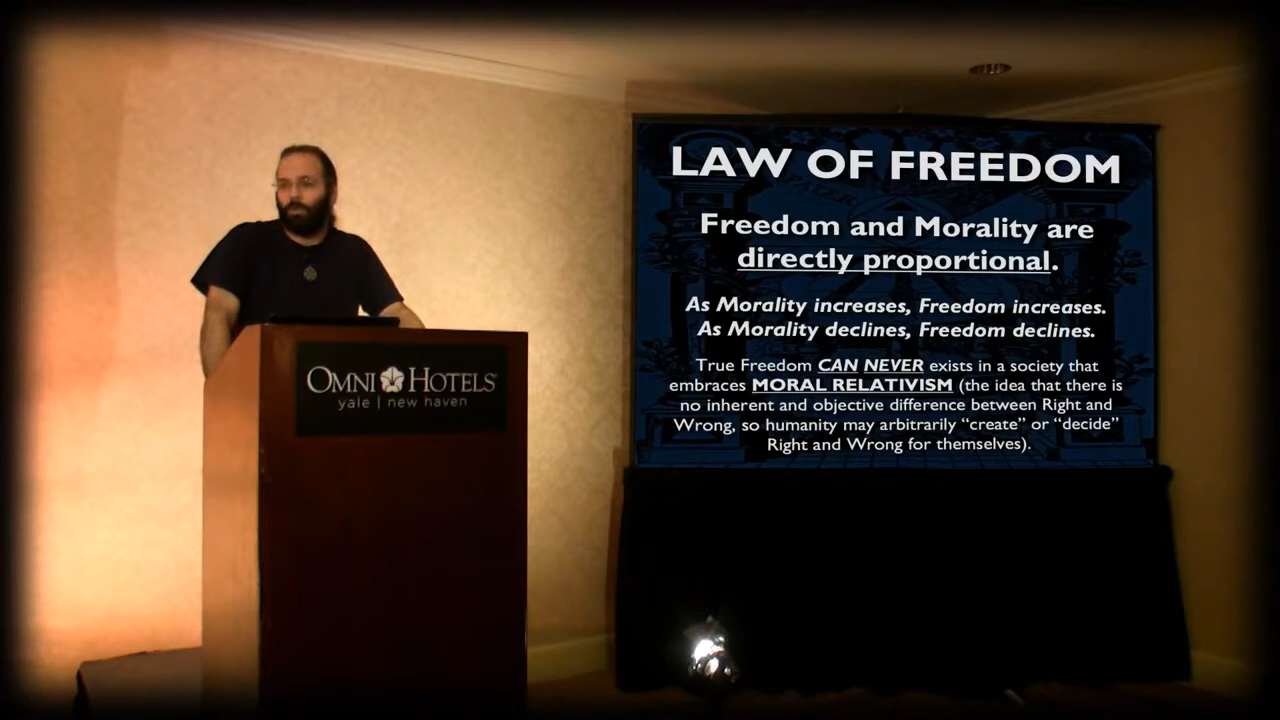 OMNI HOTELS
yale | new haven
LAW OF FREEDOM
Freedom and Morality are
directly proportional.
As Morality increases, Freedom increases.
As Morality declines, Freedom declines.
True Freedom CAN NEVER exists in a society that
embraces MORAL RELATIVISM (the idea that there is
no inherent and objective difference between Right and
Wrong, so humanity may arbitrarily “create” or “decide”
Right and Wrong for themselves).